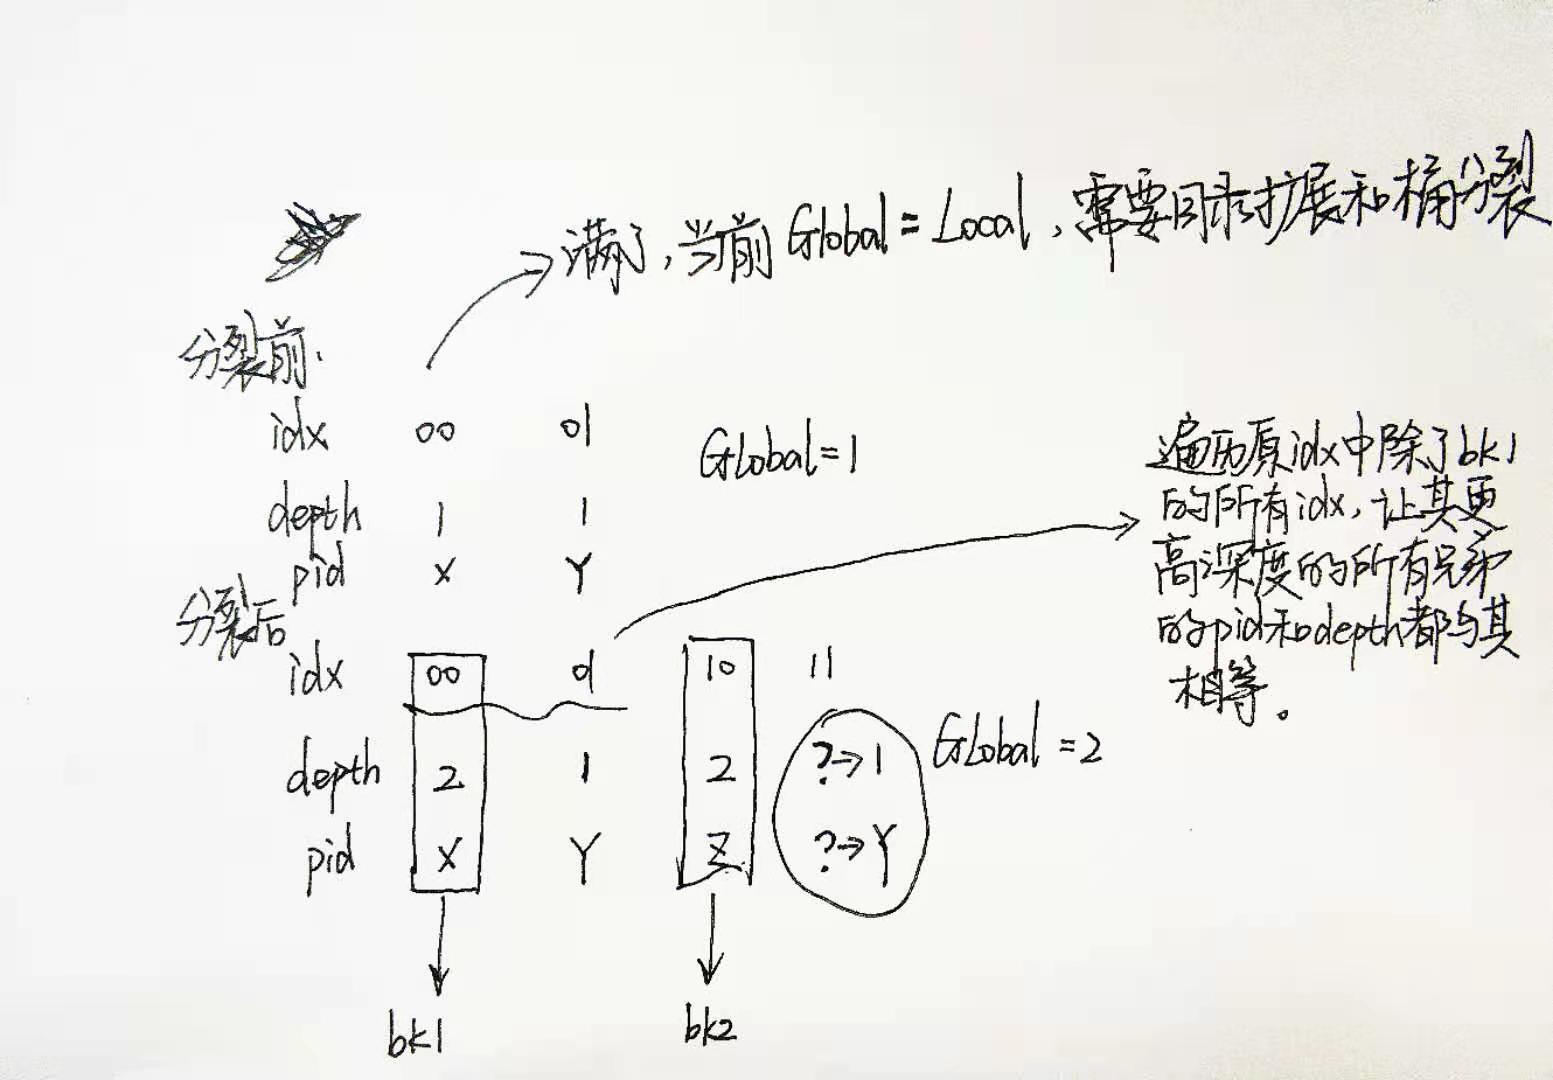 满了，当前 Global = Local，需要目录扩展和桶分裂
分裂前.
idx 00 01
Global=1
depth 1 1
pid X Y
分裂后
idx 00 01 10 11
depth 2 1 2 ?→1
Global =2
pid X Y Z ?→Y
bk1 bk2
遍历原idx中除了bk1
的所有idx，让其更
高深度的所有兄弟
的pid和depth都与其
相等。